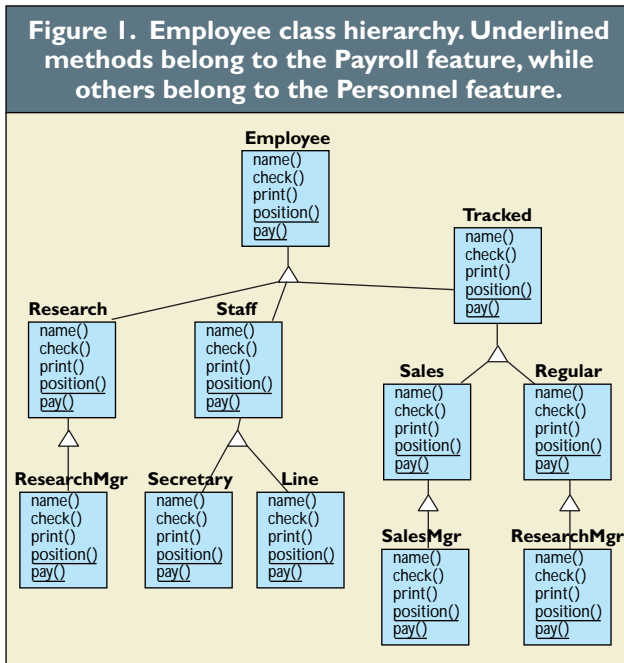 Figure 1. Employee class hierarchy. Underlined
methods belong to the Payroll feature, while
others belong to the Personnel feature.
Employee
name()
check()
print()
position()
pay()
Tracked
name()
check()
print()
position()
pay()
Research
name()
check()
print()
position()
pay()
Staff
name()
check()
print()
position()
pay()
Sales
name()
check()
print()
position()
pay()
Regular
name()
check()
print()
position()
pay()
ResearchMgr
name()
check()
print()
position()
pay()
Secretary
name()
check()
print()
position()
pay()
Line
name()
check()
print()
position()
pay()
SalesMgr
name()
check()
print()
position()
pay()
ResearchMgr
name()
check()
print()
position()
pay()